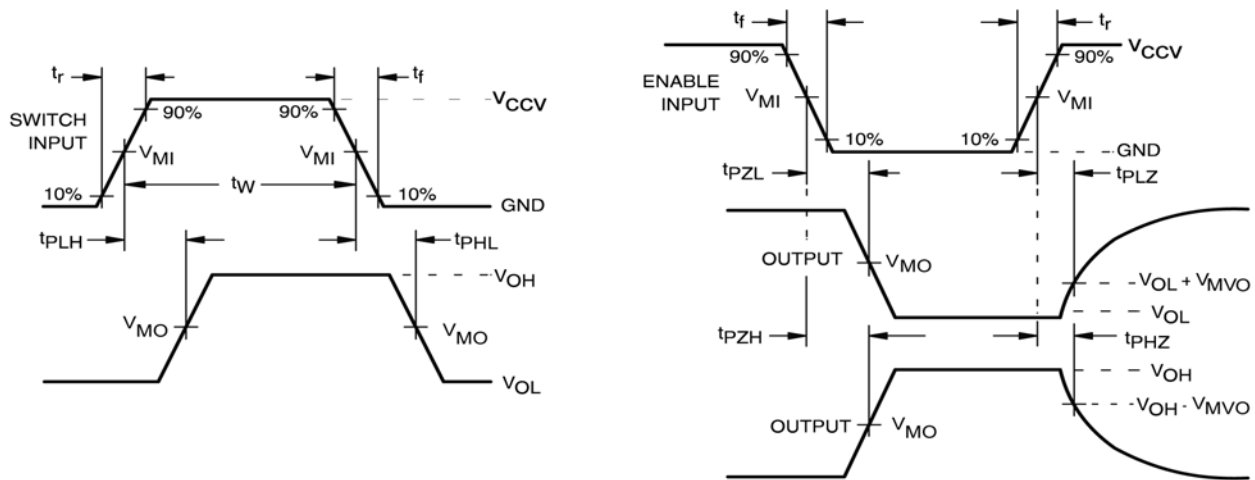 tr
tf
VCCV
SWITCH
INPUT
90%
90%
VMI
VMI
10%
tW
10%
GND
tPLH
tPHL
VOH
VMO
VMO
VOL
tf
tr
VCCV
90%
90%
ENABLE
INPUT
VMI
VMI
10%
10%
GND
tPZL
tPLZ
OUTPUT
VMO
VOL + VMVO
VOL
tPZH
tPHZ
VOH
VOH - VMVO
OUTPUT
VMO